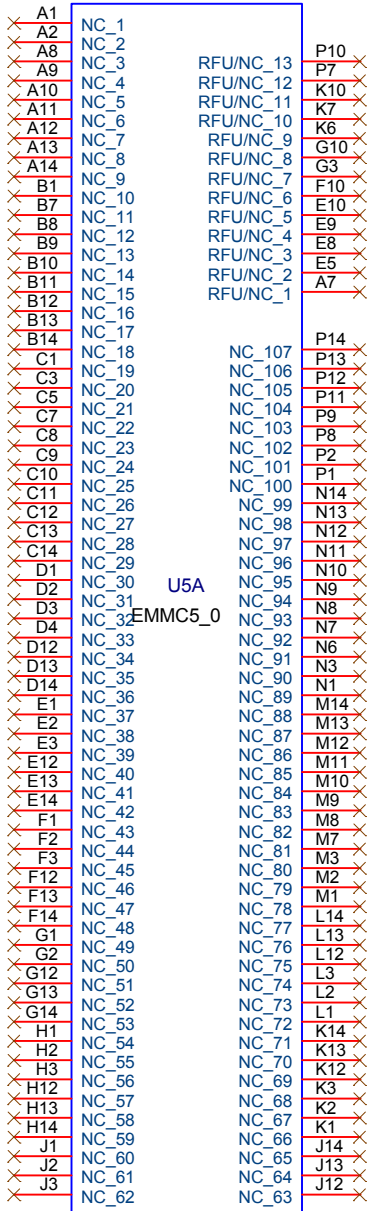 A1 NC_1
A2 NC_2
A8 NC_3
A9 NC_4
A10 NC_5
A11 NC_6
A12 NC_7
A13 NC_8
A14 NC_9
B1 NC_10
B7 NC_11
B8 NC_12
B9 NC_13
B10 NC_14
B11 NC_15
B12 NC_16
B13 NC_17
B14 NC_18
C1 NC_19
C3 NC_20
C5 NC_21
C7 NC_22
C8 NC_23
C9 NC_24
C10 NC_25
C11 NC_26
C12 NC_27
C13 NC_28
C14 NC_29
D1 NC_30
D2 NC_31
D3 NC_32
D4 NC_33
D12 NC_34
D13 NC_35
D14 NC_36
E1 NC_37
E2 NC_38
E3 NC_39
E12 NC_40
E13 NC_41
E14 NC_42
F1 NC_43
F2 NC_44
F3 NC_45
F12 NC_46
F13 NC_47
F14 NC_48
G1 NC_49
G2 NC_50
G12 NC_51
G13 NC_52
G14 NC_53
H1 NC_54
H2 NC_55
H3 NC_56
H12 NC_57
H13 NC_58
H14 NC_59
J1 NC_60
J2 NC_61
J3 NC_62
U5A
EMMC5_0
RFU/NC_13 P10
RFU/NC_12 P7
RFU/NC_11 K10
RFU/NC_10 K7
RFU/NC_9 K6
RFU/NC_8 G10
RFU/NC_7 G3
RFU/NC_6 F10
RFU/NC_5 E10
RFU/NC_4 E9
RFU/NC_3 E8
RFU/NC_2 E5
RFU/NC_1 A7
NC_107 P14
NC_106 P13
NC_105 P12
NC_104 P11
NC_103 P9
NC_102 P8
NC_101 P2
NC_100 P1
NC_99 N14
NC_98 N13
NC_97 N12
NC_96 N11
NC_95 N10
NC_94 N9
NC_93 N8
NC_92 N7
NC_91 N6
NC_90 N3
NC_89 N1
NC_88 M14
NC_87 M13
NC_86 M12
NC_85 M11
NC_84 M10
NC_83 M9
NC_82 M8
NC_81 M7
NC_80 M3
NC_79 M2
NC_78 M1
NC_77 L14
NC_76 L13
NC_75 L12
NC_74 L3
NC_73 L2
NC_72 L1
NC_71 K14
NC_70 K13
NC_69 K12
NC_68 K3
NC_67 K2
NC_66 K1
NC_65 J14
NC_64 J13
NC_63 J12